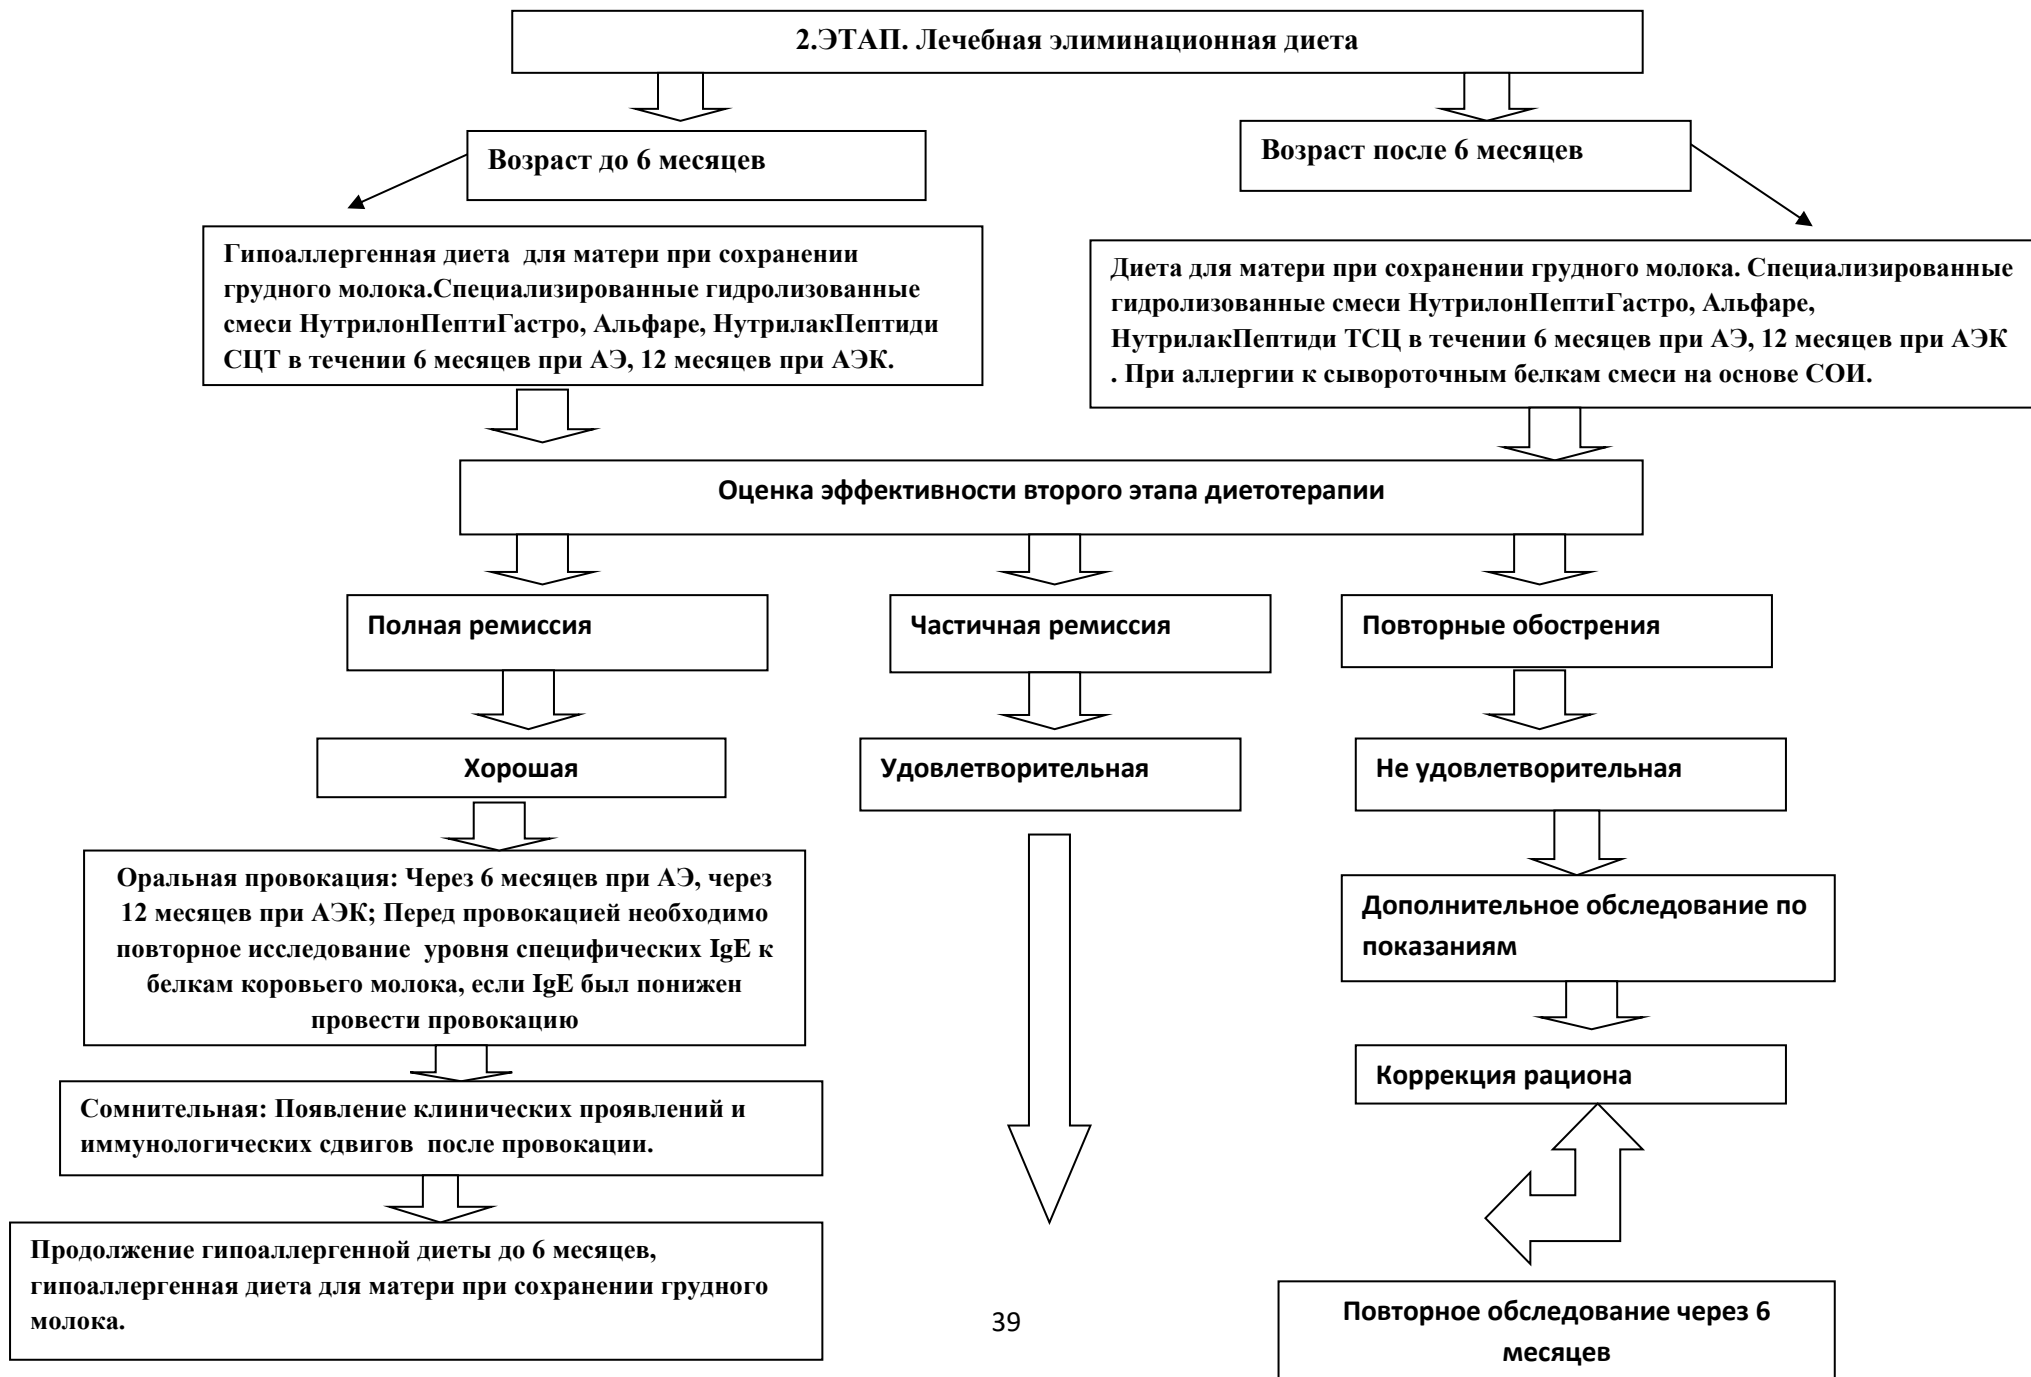 2.ЭТАП. Лечебная элиминационная диета
Возраст до 6 месяцев
Возраст после 6 месяцев
Гипоаллергенная диета для матери при сохранении
грудного молока.Специализированные гидролизованные
смеси НутрилонПептиГастро, Альфаре, НутрилакПептиди
СЦТ в течении 6 месяцев при АЭ, 12 месяцев при АЭК.
Диета для матери при сохранении грудного молока. Специализированные
гидролизованные смеси НутрилонПептиГастро, Альфаре,
НутрилакПептиди ТСЦ в течении 6 месяцев при АЭ, 12 месяцев при АЭК
. При аллергии к сывороточным белкам смеси на основе СОИ.
Оценка эффективности второго этапа диетотерапии
Полная ремиссия
Частичная ремиссия
Повторные обострения
Хорошая
Удовлетворительная
Не удовлетворительная
Оральная провокация: Через 6 месяцев при АЭ, через
12 месяцев при АЭК; Перед провокацией необходимо
повторное исследование уровня специфических IgE к
белкам коровьего молока, если IgE был понижен
провести провокацию
Дополнительное обследование по
показаниям
Коррекция рациона
Сомнительная: Появление клинических проявлений и
иммунологических сдвигов после провокации.
Продолжение гипоаллергенной диеты до 6 месяцев,
гипоаллергенная диета для матери при сохранении грудного
молока.
Повторное обследование через 6
месяцев
39